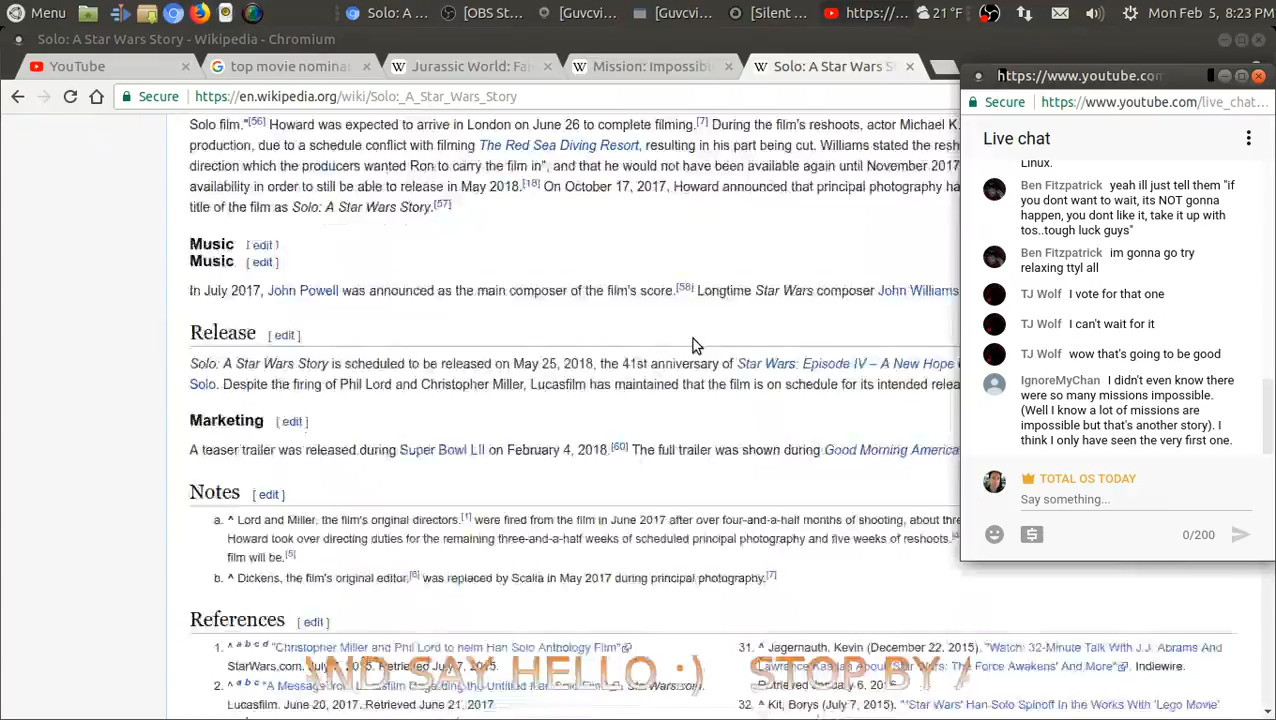 Menu
Solo: A ...
[OBS St...
[Guvcvi...
[Guvcvi...
[Silent ...
https:/...
21 °F
Mon Feb 5, 8:23 PM
Solo: A Star Wars Story - Wikipedia - Chromium
YouTube
top movie nomina
Jurassic World: Fa
Mission: Impossib
Solo: A Star Wars S
Secure https://en.wikipedia.org/wiki/Solo:_A_Star_Wars_Story
Solo film."[56] Howard was expected to arrive in London on June 26 to complete filming.[7] During the film's reshoots, actor Michael K.
production, due to a schedule conflict with filming The Red Sea Diving Resort, resulting in his part being cut. Williams stated the resh
direction which the producers wanted Ron to carry the film in", and that he would not have been available again until November 2017
availability in order to still be able to release in May 2018.[18] On October 17, 2017, Howard announced that principal photography ha
title of the film as Solo: A Star Wars Story.[57]
Music [ edit ]
Music [ edit ]
In July 2017, John Powell was announced as the main composer of the film's score.[58] Longtime Star Wars composer John Williams
Release [ edit ]
Solo: A Star Wars Story is scheduled to be released on May 25, 2018, the 41st anniversary of Star Wars: Episode IV – A New Hope
Solo. Despite the firing of Phil Lord and Christopher Miller, Lucasfilm has maintained that the film is on schedule for its intended relea
Marketing [ edit ]
A teaser trailer was released during Super Bowl LII on February 4, 2018.[60] The full trailer was shown during Good Morning America
Notes [ edit ]
a. ^ Lord and Miller, the film's original directors,[1] were fired from the film in June 2017 after over four-and-a-half months of shooting, about thre
Howard took over directing duties for the remaining three-and-a-half weeks of scheduled principal photography and five weeks of reshoots.
film will be.[5]
b. ^ Dickens, the film's original editor,[6] was replaced by Scalia in May 2017 during principal photography.[7]
References [ edit ]
1. ^ a b c d "Christopher Miller and Phil Lord to helm Han Solo Anthology Film"
StarWars.com. July 7, 2015. Retrieved July 7, 2015.
2. ^ a b c "A Message from Lucasfilm Regarding the Untitled Han Solo Film". StarWars.com.
Lucasfilm. June 20, 2017. Retrieved June 21, 2017.
31. ^ Jagernauth, Kevin (December 22, 2015). "Watch: 32-Minute Talk With J.J. Abrams And
Lawrence Kasdan About 'Star Wars: The Force Awakens' And More". Indiewire.
Retrieved January 6, 2016.
32. ^ Kit, Borys (July 7, 2015). "'Star Wars' Han Solo Spinoff In the Works With 'Lego Movie'
AND SAY HELLO :) STOP BY A
https://www.youtube.co
Secure https://www.youtube.com/live_chat...
Live chat
Linux.
Ben Fitzpatrick yeah ill just tell them "if
you dont want to wait, its NOT gonna
happen, you dont like it, take it up with
tos..tough luck guys"
Ben Fitzpatrick im gonna go try
relaxing ttyl all
TJ Wolf I vote for that one
TJ Wolf I can't wait for it
TJ Wolf wow that's going to be good
IgnoreMyChan I didn't even know there
were so many missions impossible.
(Well I know a lot of missions are
impossible but that's another story). I
think I only have seen the very first one.
TOTAL OS TODAY
Say something...
0/200